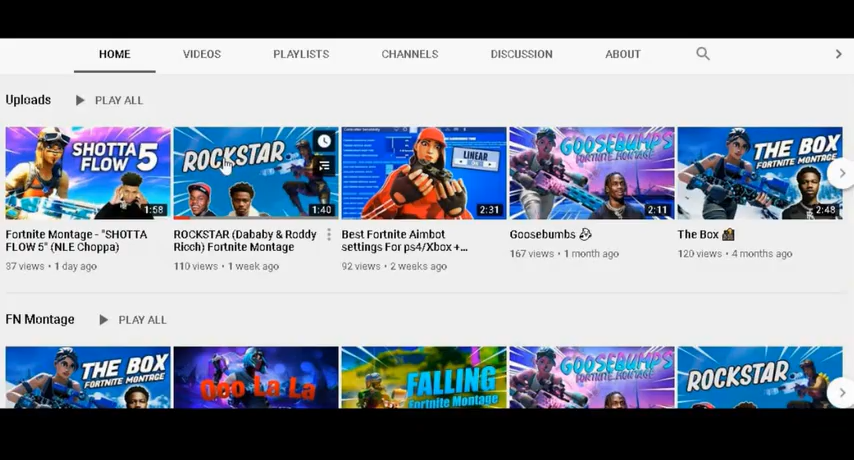 HOME VIDEOS PLAYLISTS CHANNELS DISCUSSION ABOUT
Uploads PLAY ALL
SHOTTA
FLOW 5
1:58
ROCKSTAR
1:40
LINEAR
2:31
GOOSEBUMPS
FORTNITE MONTAGE
2:11
THE BOX
FORTNITE MONTAGE
2:48
Fortnite Montage - "SHOTTA
FLOW 5" (NLE Choppa)
37 views • 1 day ago
ROCKSTAR (Dababy & Roddy
Ricch) Fortnite Montage
110 views • 1 week ago
Best Fortnite Aimbot
settings For ps4/Xbox +...
92 views • 2 weeks ago
Goosebumbs
167 views • 1 month ago
The Box
120 views • 4 months ago
FN Montage PLAY ALL
THE BOX
FORTNITE MONTAGE
Ooo La La
FALLING
Fortnite Montage
GOOSEBUMPS
FORTNITE MONTAGE
ROCKSTAR